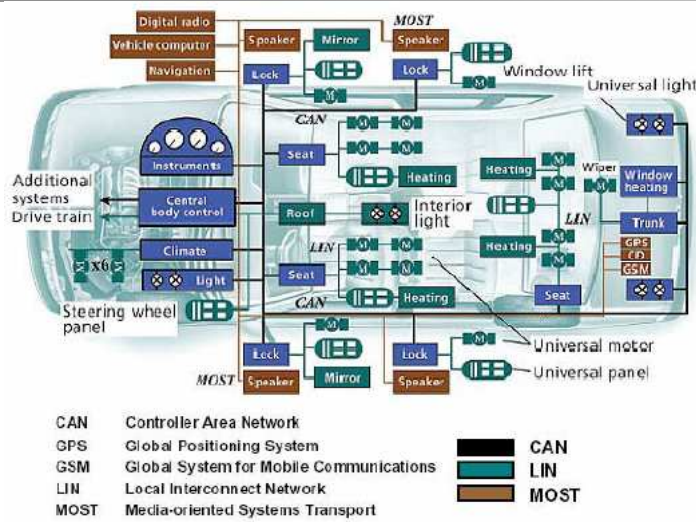 Digital radio
Vehicle computer
Navigation
Speaker
Mirror
MOST
Speaker
Lock
M
Lock
M
Window lift
Universal light
CAN
Instruments
Seat
M M
M M
Heating
Heating
M
M
Wiper
M
Window
heating
Additional
systems
Drive train
Central
body control
Roof
Interior
light
LIN
Trunk
GPS
CD
GSM
M x6 M
Climate
Light
LIN
Seat
M M
M M
Heating
M
M
CAN
Heating
Seat
Steering wheel
panel
Lock
M
Lock
M
Universal motor
MOST
Speaker
Mirror
Speaker
Universal panel
CAN Controller Area Network
GPS Global Positioning System
GSM Global System for Mobile Communications
LIN Local Interconnect Network
MOST Media-oriented Systems Transport
CAN
LIN
MOST